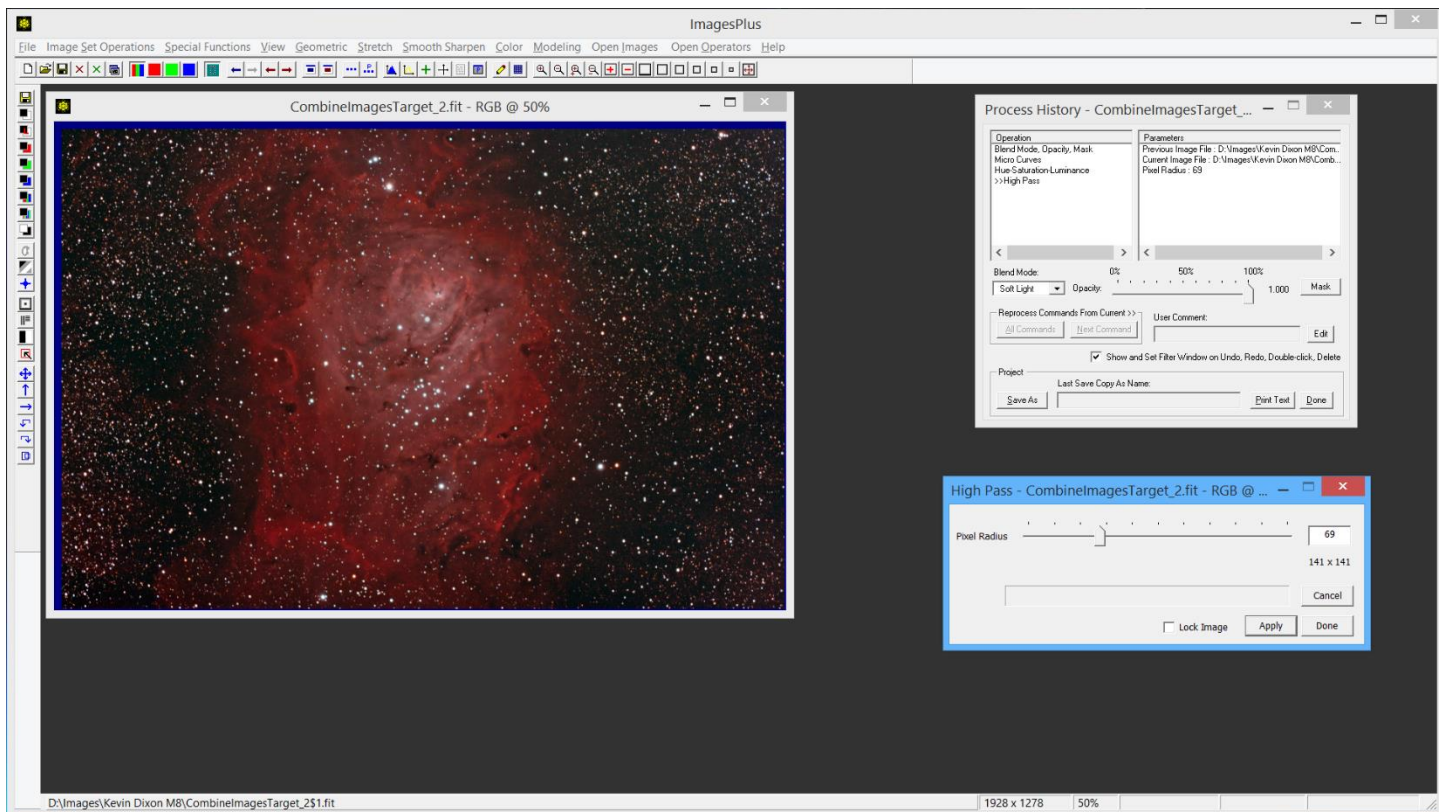 ImagesPlus
File Image Set Operations Special Functions View Geometric Stretch Smooth Sharpen Color Modeling Open Images Open Operators Help
CombineImagesTarget_2.fit - RGB @ 50%
Process History - CombineImagesTarget_...
Operation Parameters
Blend Mode, Opacity, Mask Previous Image File : D:\Images\Kevin Dixon M8\Com..
Micro Curves Current Image File : D:\Images\Kevin Dixon M8\Comb...
Hue-Saturation-Luminance Pixel Radius : 69
>>High Pass
Blend Mode: 0% 50% 100%
Soft Light Opacity: 1.000 Mask
Reprocess Commands From Current >> User Comment:
All Commands Next Command Edit
Show and Set Filter Window on Undo, Redo, Double-click, Delete
Project
Last Save Copy As Name:
Save As Print Text Done
High Pass - CombineImagesTarget_2.fit - RGB @ ...
Pixel Radius 69
141 x 141
Cancel
Lock Image Apply Done
D:\Images\Kevin Dixon M8\CombineImagesTarget_2$1.fit 1928 x 1278 50%